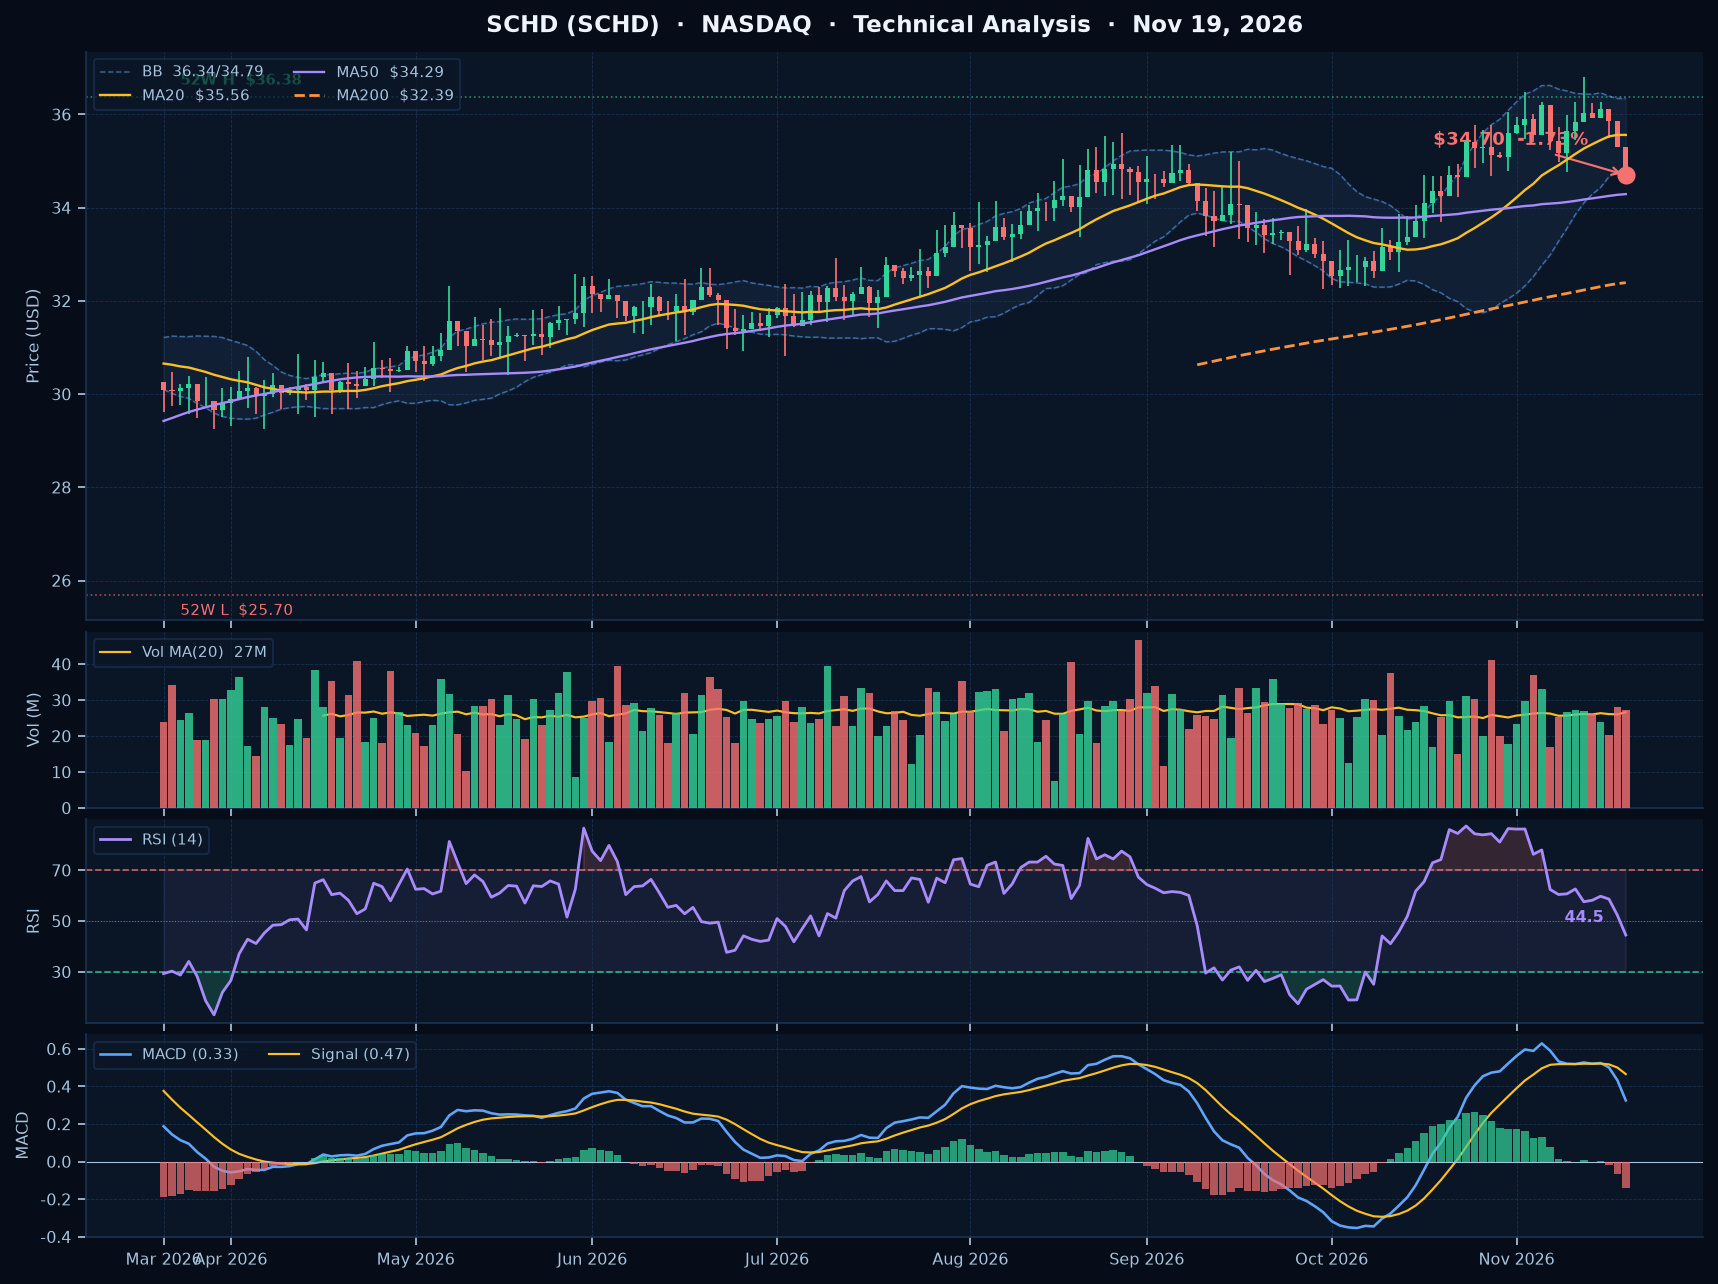 SCHD (SCHD)  ·  NASDAQ  ·  Technical Analysis  ·  Nov 19, 2026
BB  36.34/34.79
MA50  $34.29
52W H  $36.38
MA20  $35.56
MA200  $32.39
$34.70  -1.73%
52W L  $25.70
Price (USD)
36
34
32
30
28
26
Vol MA(20)  27M
Vol (M)
40
30
20
10
0
RSI (14)
RSI
70
50
30
44.5
MACD (0.33)
Signal (0.47)
MACD
0.6
0.4
0.2
0.0
-0.2
-0.4
Mar 2026
Apr 2026
May 2026
Jun 2026
Jul 2026
Aug 2026
Sep 2026
Oct 2026
Nov 2026